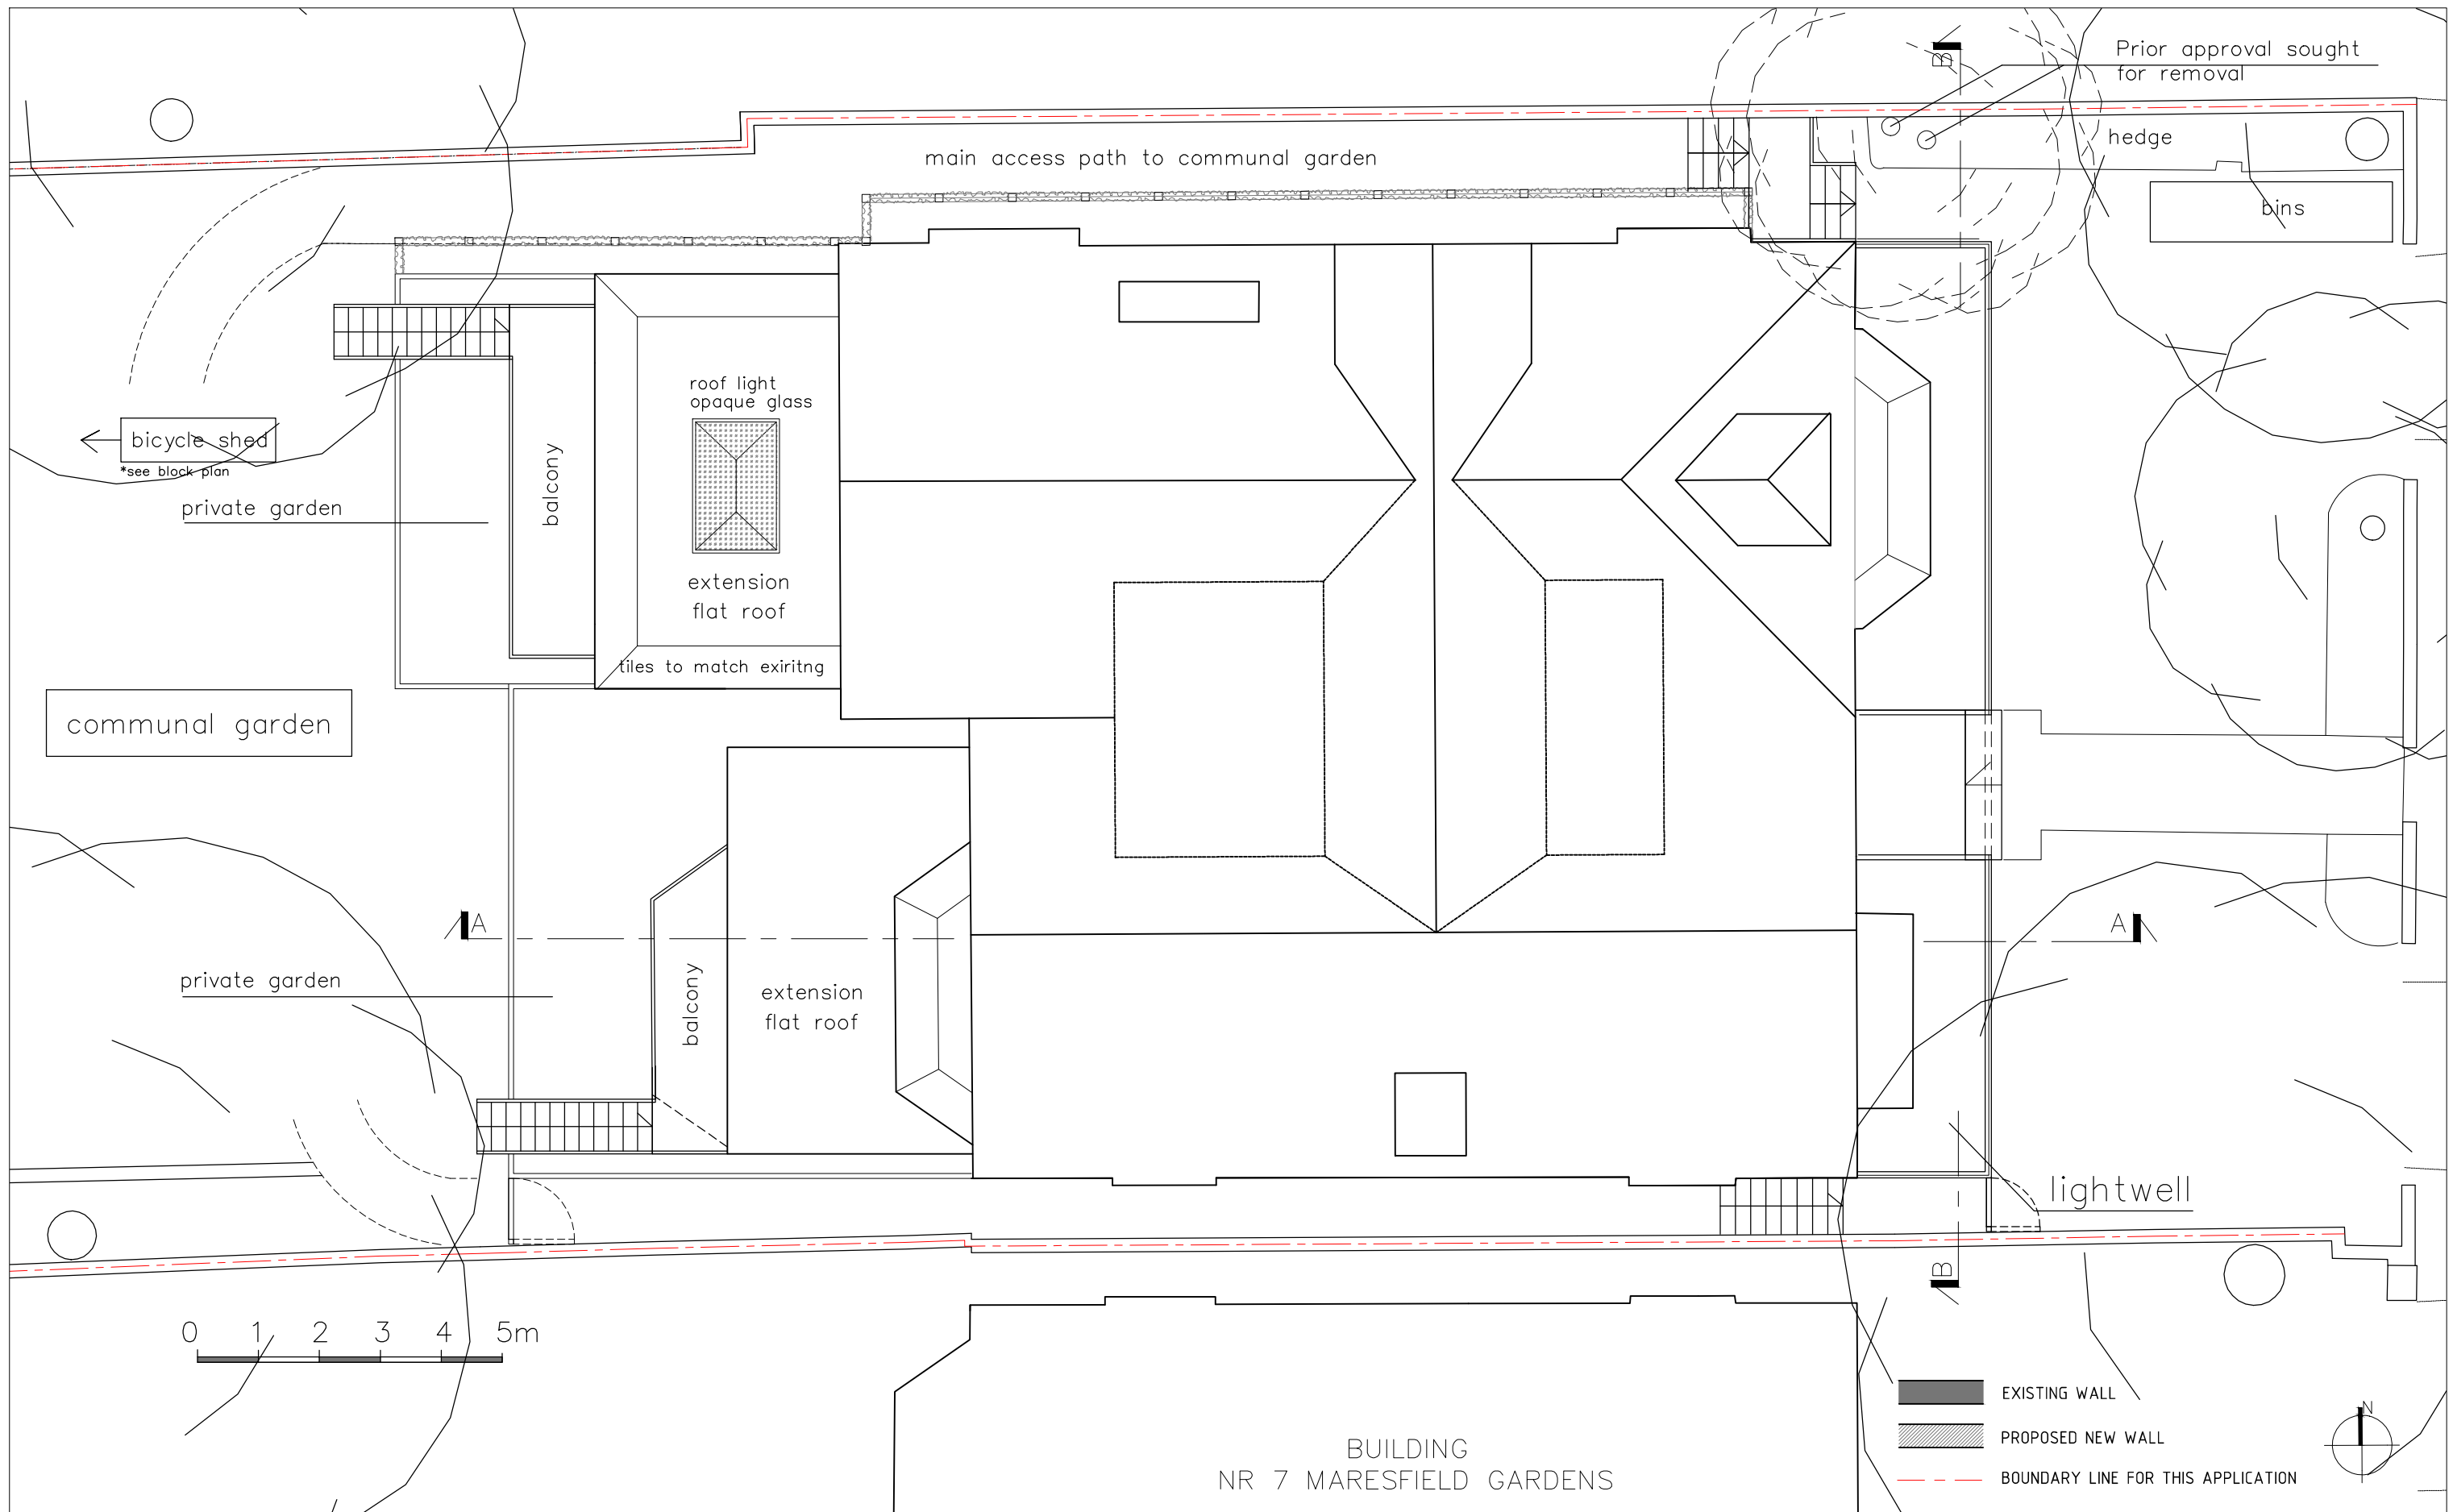 B
Prior approval sought
for removal
hedge
main access path to communal garden
bins
roof light
opaque glass
bicycle shed
*see block plan
balcony
private garden
extension
flat roof
tiles to match exiritng
communal garden
A
A
private garden
balcony
extension
flat roof
lightwell
B
0 1 2 3 4 5m
EXISTING WALL
N
PROPOSED NEW WALL
BUILDING
NR 7 MARESFIELD GARDENS
BOUNDARY LINE FOR THIS APPLICATION